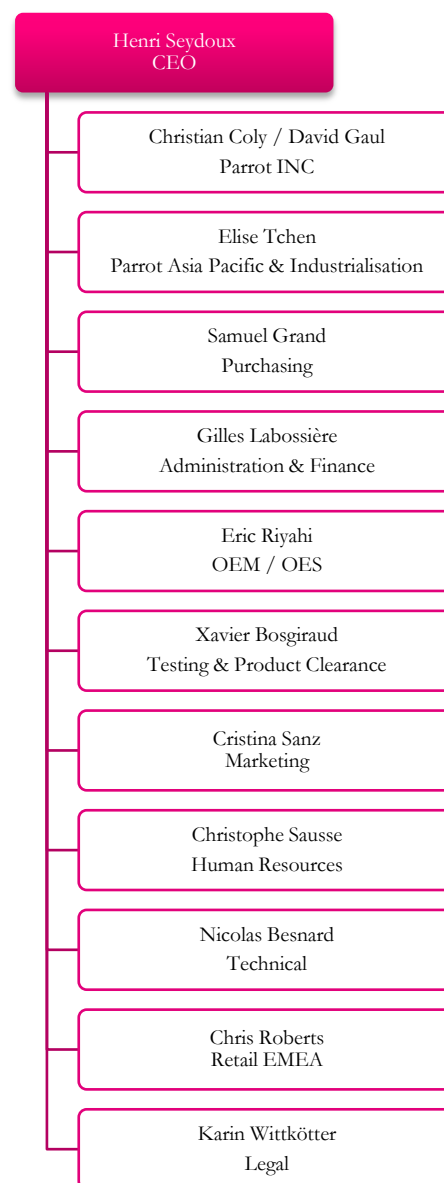 Henri Seydoux
CEO
Christian Coly / David Gaul
Parrot INC
Elise Tchen
Parrot Asia Pacific & Industrialisation
Samuel Grand
Purchasing
Gilles Labossière
Administration & Finance
Eric Riyahi
OEM / OES
Xavier Bosgiraud
Testing & Product Clearance
Cristina Sanz
Marketing
Christophe Sausse
Human Resources
Nicolas Besnard
Technical
Chris Roberts
Retail EMEA
Karin Wittkötter
Legal